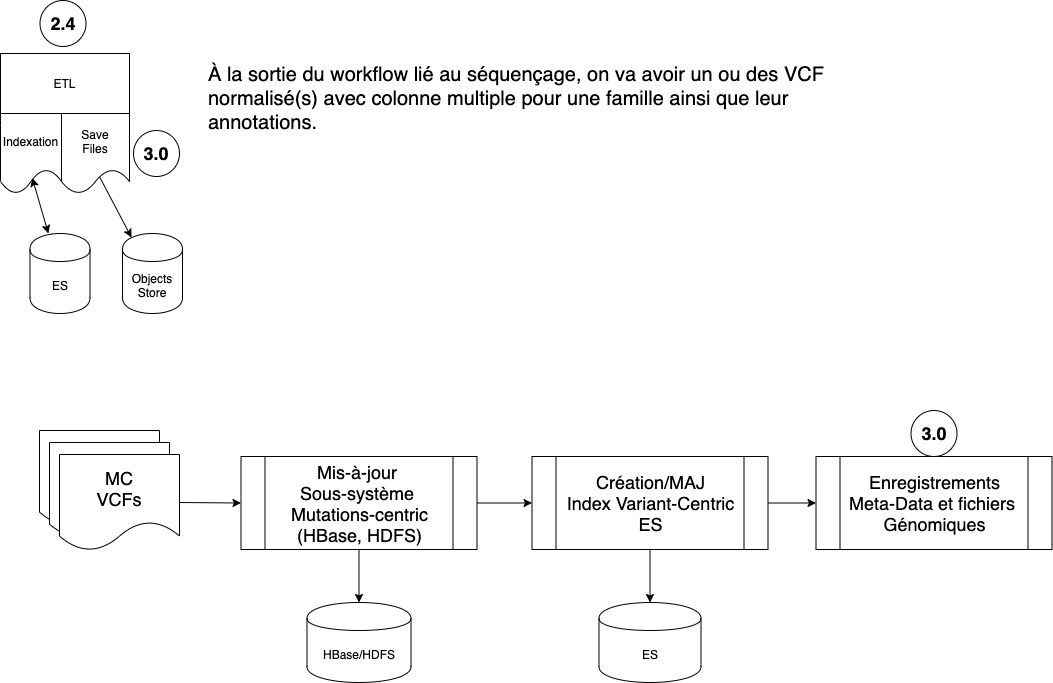 2.4
ETL
À la sortie du workflow lié au séquençage, on va avoir un ou des VCF
normalisé(s) avec colonne multiple pour une famille ainsi que leur
annotations.
Indexation
Save
Files
3.0
ES
Objects
Store
3.0
MC
VCFs
Mis-à-jour
Sous-système
Mutations-centric
(HBase, HDFS)
Création/MAJ
Index Variant-Centric
ES
Enregistrements
Meta-Data et fichiers
Génomiques
HBase/HDFS
ES